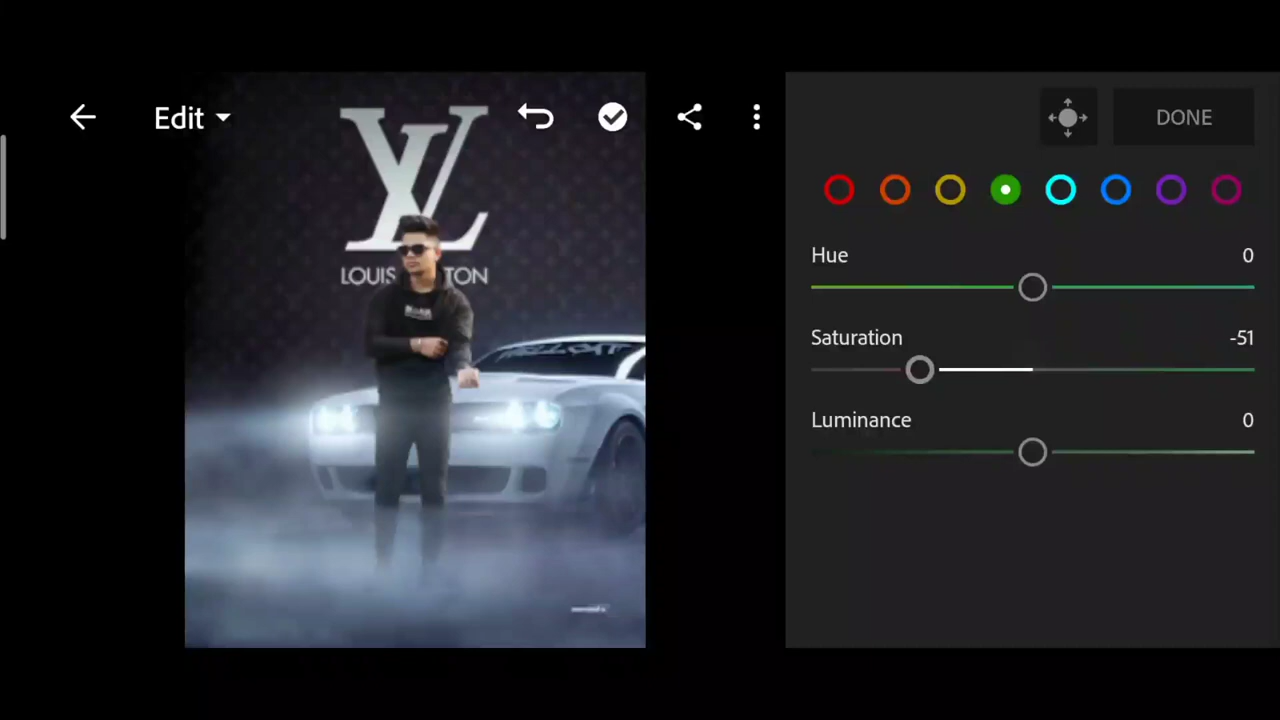 Edit
DONE
Hue 0
Saturation -51
Luminance 0
LV
LOUIS TON